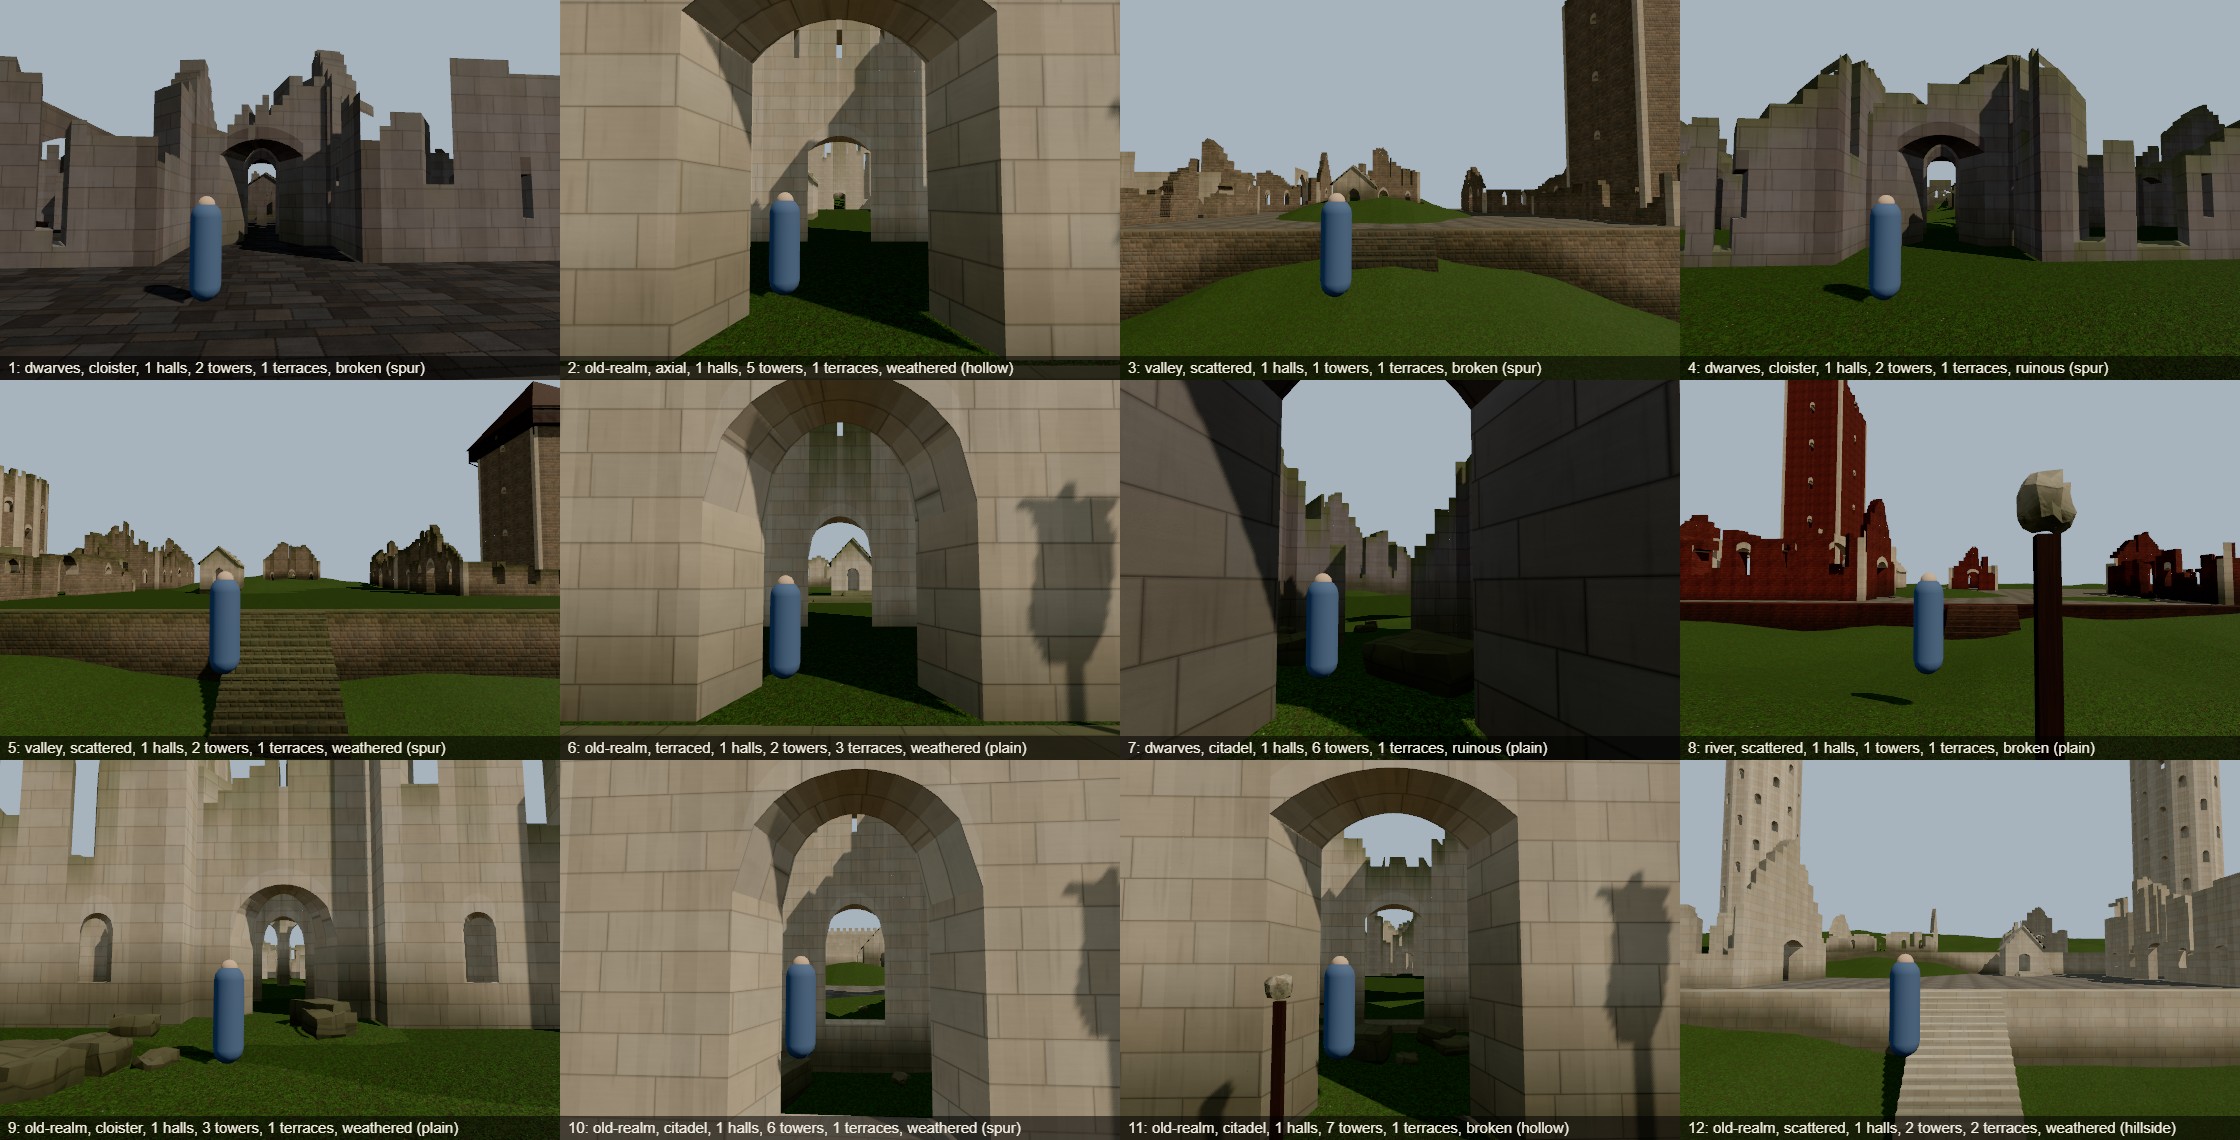 1: dwarves, cloister, 1 halls, 2 towers, 1 terraces, broken (spur)
2: old-realm, axial, 1 halls, 5 towers, 1 terraces, weathered (hollow)
3: valley, scattered, 1 halls, 1 towers, 1 terraces, broken (spur)
4: dwarves, cloister, 1 halls, 2 towers, 1 terraces, ruinous (spur)
5: valley, scattered, 1 halls, 2 towers, 1 terraces, weathered (spur)
6: old-realm, terraced, 1 halls, 2 towers, 3 terraces, weathered (plain)
7: dwarves, citadel, 1 halls, 6 towers, 1 terraces, ruinous (plain)
8: river, scattered, 1 halls, 1 towers, 1 terraces, broken (plain)
9: old-realm, cloister, 1 halls, 3 towers, 1 terraces, weathered (plain)
10: old-realm, citadel, 1 halls, 6 towers, 1 terraces, weathered (spur)
11: old-realm, citadel, 1 halls, 7 towers, 1 terraces, broken (hollow)
12: old-realm, scattered, 1 halls, 2 towers, 2 terraces, weathered (hillside)